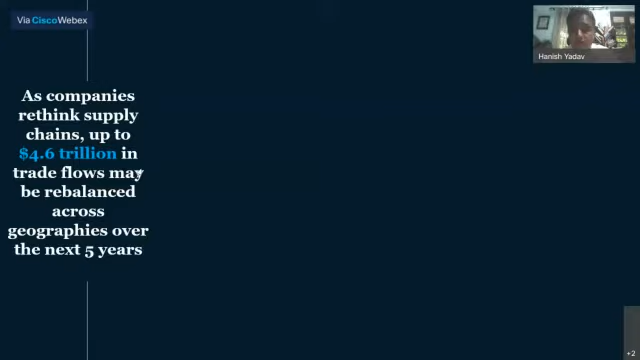 Via CiscoWebex
Hanish Yadav
As companies
rethink supply
chains, up to
$4.6 trillion in
trade flows may
be rebalanced
across
geographies over
the next 5 years
+2